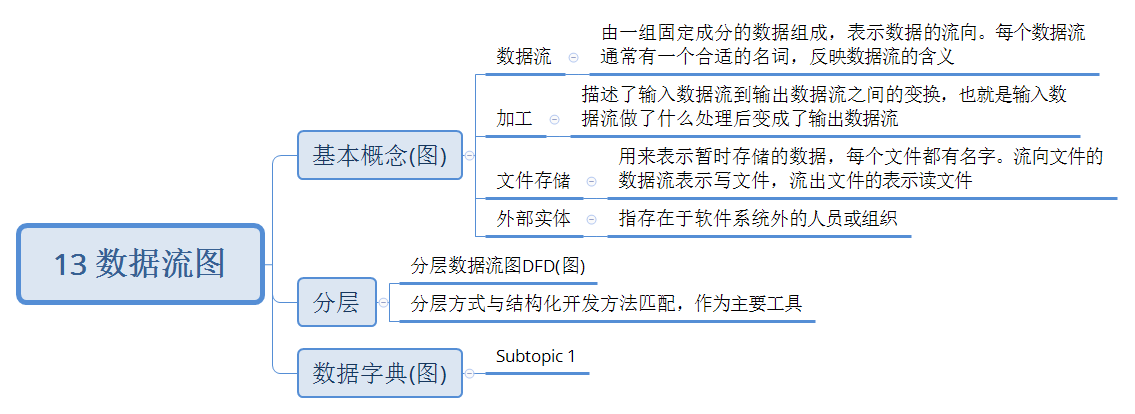 13 数据流图
基本概念(图)
数据流
由一组固定成分的数据组成，表示数据的流向。每个数据流
通常有一个合适的名词，反映数据流的含义
加工
描述了输入数据流到输出数据流之间的变换，也就是输入数
据流做了什么处理后变成了输出数据流
文件存储
用来表示暂时存储的数据，每个文件都有名字。流向文件的
数据流表示写文件，流出文件的表示读文件
外部实体
指存在于软件系统外的人员或组织
分层
分层数据流图DFD(图)
分层方式与结构化开发方法匹配，作为主要工具
数据字典(图)
Subtopic 1